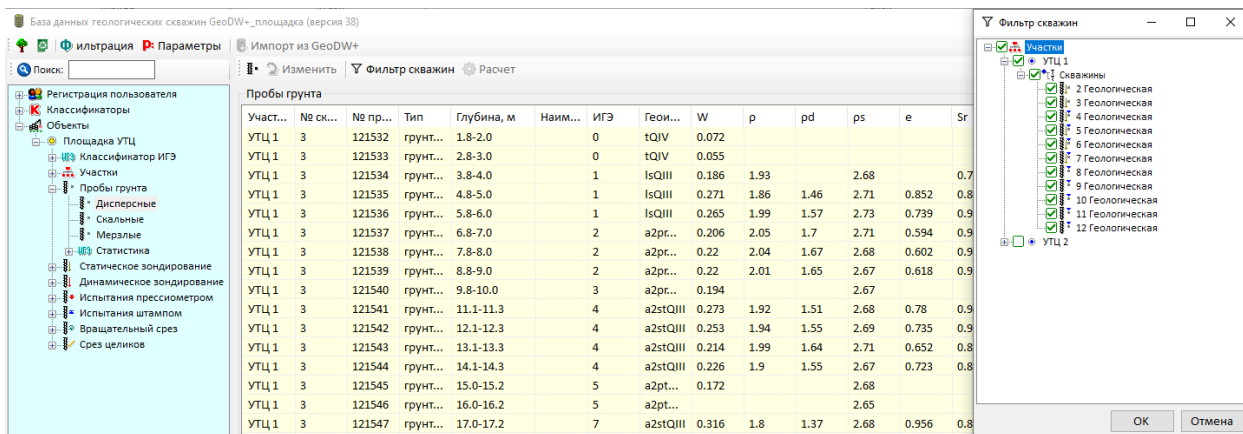 База данных геологических скважин GeoDW+_площадка (версия 38)
Фильтрация P: Параметры Импорт из GeoDW+
Поиск: Изменить Фильтр скважин Расчет
Регистрация пользователя
Классификаторы
Объекты
Площадка УТЦ
Классификатор ИГЭ
Участки
Пробы грунта
Дисперсные
Скальные
Мерзлые
Статистика
Статическое зондирование
Динамическое зондирование
Испытания прессиометром
Испытания штампом
Вращательный срез
Срез целиков
Пробы грунта
Участ... № ск... № пр... Тип Глубина, м Наим... ИГЭ Геои... W ρ ρd ρs e Sr
УТЦ 1 3 121532 грунт... 1.8-2.0 0 tQIV 0.072
УТЦ 1 3 121533 грунт... 2.8-3.0 0 tQIV 0.055
УТЦ 1 3 121534 грунт... 3.8-4.0 1 lsQIII 0.186 1.93 2.68 0.7
УТЦ 1 3 121535 грунт... 4.8-5.0 1 lsQIII 0.271 1.86 1.46 2.71 0.852 0.8
УТЦ 1 3 121536 грунт... 5.8-6.0 1 lsQIII 0.265 1.99 1.57 2.73 0.739 0.9
УТЦ 1 3 121537 грунт... 6.8-7.0 2 a2pr... 0.206 2.05 1.7 2.71 0.594 0.9
УТЦ 1 3 121538 грунт... 7.8-8.0 2 a2pr... 0.22 2.04 1.67 2.68 0.602 0.9
УТЦ 1 3 121539 грунт... 8.8-9.0 2 a2pr... 0.22 2.01 1.65 2.67 0.618 0.9
УТЦ 1 3 121540 грунт... 9.8-10.0 3 a2pr... 0.194 2.67
УТЦ 1 3 121541 грунт... 11.1-11.3 4 a2stQIII 0.273 1.92 1.51 2.68 0.78 0.9
УТЦ 1 3 121542 грунт... 12.1-12.3 4 a2stQIII 0.253 1.94 1.55 2.69 0.735 0.9
УТЦ 1 3 121543 грунт... 13.1-13.3 4 a2stQIII 0.214 1.99 1.64 2.71 0.652 0.8
УТЦ 1 3 121544 грунт... 14.1-14.3 4 a2stQIII 0.226 1.9 1.55 2.67 0.723 0.8
УТЦ 1 3 121545 грунт... 15.0-15.2 5 a2pt... 0.172 2.68
УТЦ 1 3 121546 грунт... 16.0-16.2 5 a2pt... 2.65
УТЦ 1 3 121547 грунт... 17.0-17.2 7 a2stQIII 0.316 1.8 1.37 2.68 0.956 0.8
Фильтр скважин
Участки
УТЦ 1
Скважины
2 Геологическая
3 Геологическая
4 Геологическая
5 Геологическая
6 Геологическая
7 Геологическая
8 Геологическая
9 Геологическая
10 Геологическая
11 Геологическая
12 Геологическая
УТЦ 2
ОК Отмена